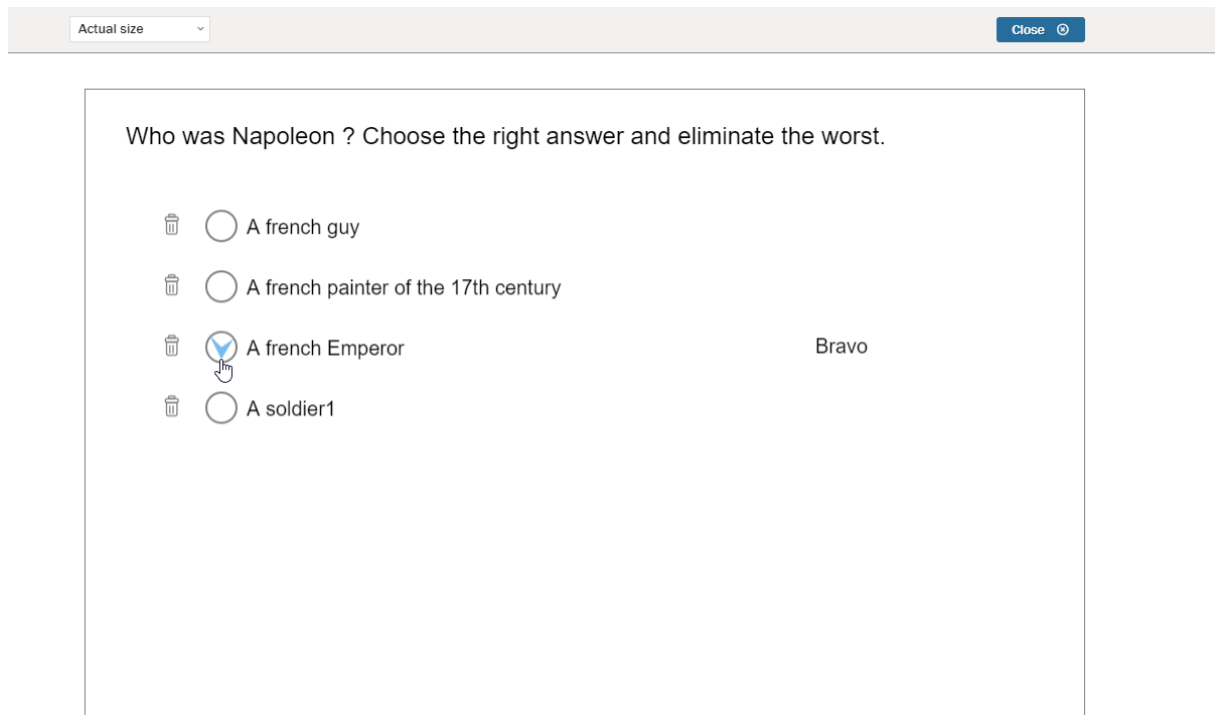 Actual size
Close
Who was Napoleon ? Choose the right answer and eliminate the worst.
A french guy
A french painter of the 17th century
A french Emperor
Bravo
A soldier1